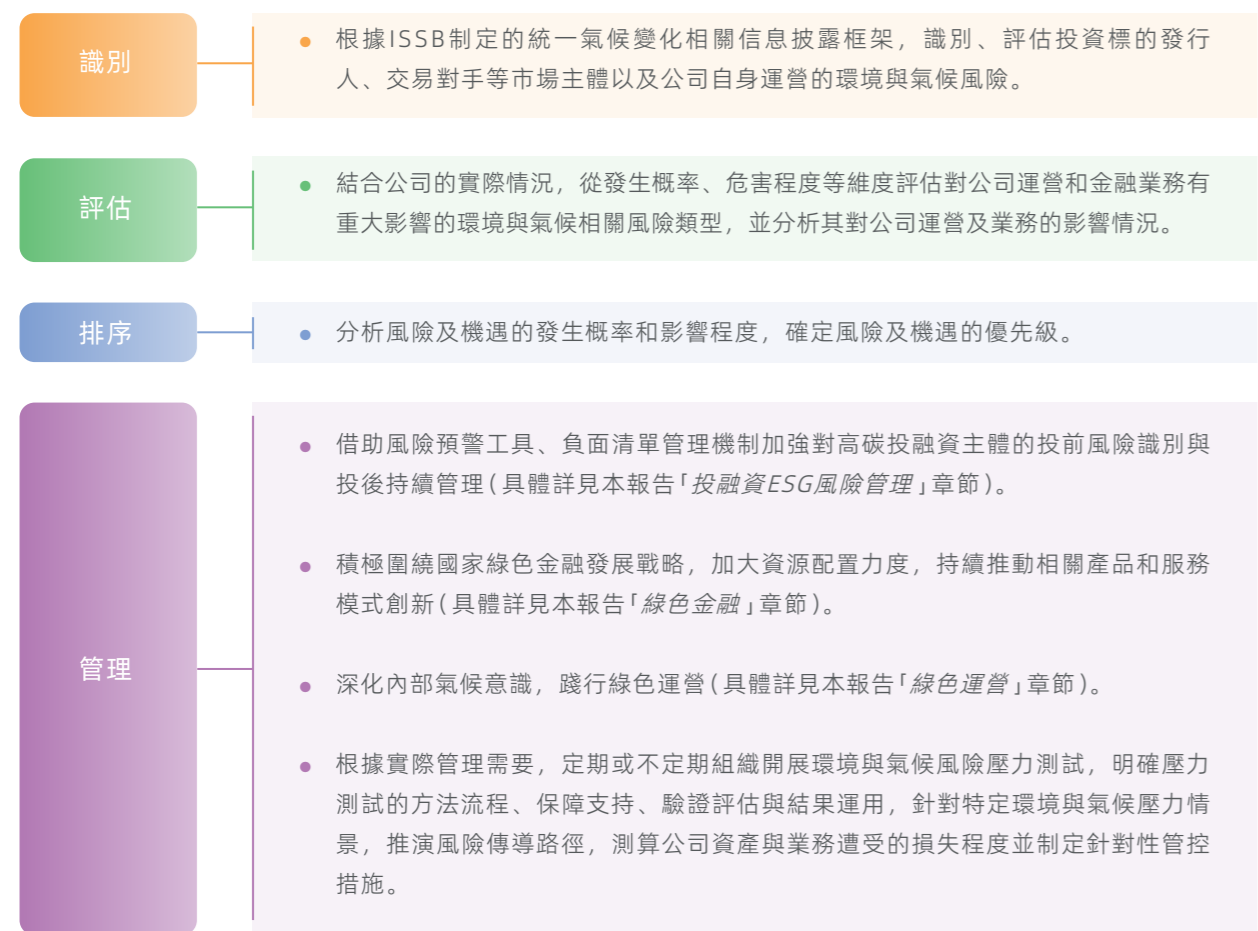 識別
● 根據ISSB制定的統一氣候變化相關信息披露框架，識別、評估投資標的發行
人、交易對手等市場主體以及公司自身運營的環境與氣候風險。
評估
● 結合公司的實際情況，從發生概率、危害程度等維度評估對公司運營和金融業務有
重大影響的環境與氣候相關風險類型，並分析其對公司運營及業務的影響情況。
排序
● 分析風險及機遇的發生概率和影響程度，確定風險及機遇的優先級。
管理
● 借助風險預警工具、負面清單管理機制加強對高碳投融資主體的投前風險識別與
投後持續管理(具體詳見本報告「投融資ESG風險管理」章節)。
● 積極圍繞國家綠色金融發展戰略，加大資源配置力度，持續推動相關產品和服務
模式創新(具體詳見本報告「綠色金融」章節)。
● 深化內部氣候意識，踐行綠色運營(具體詳見本報告「綠色運營」章節)。
● 根據實際管理需要，定期或不定期組織開展環境與氣候風險壓力測試，明確壓力
測試的方法流程、保障支持、驗證評估與結果運用，針對特定環境與氣候壓力情
景，推演風險傳導路徑，測算公司資產與業務遭受的損失程度並制定針對性管控
措施。